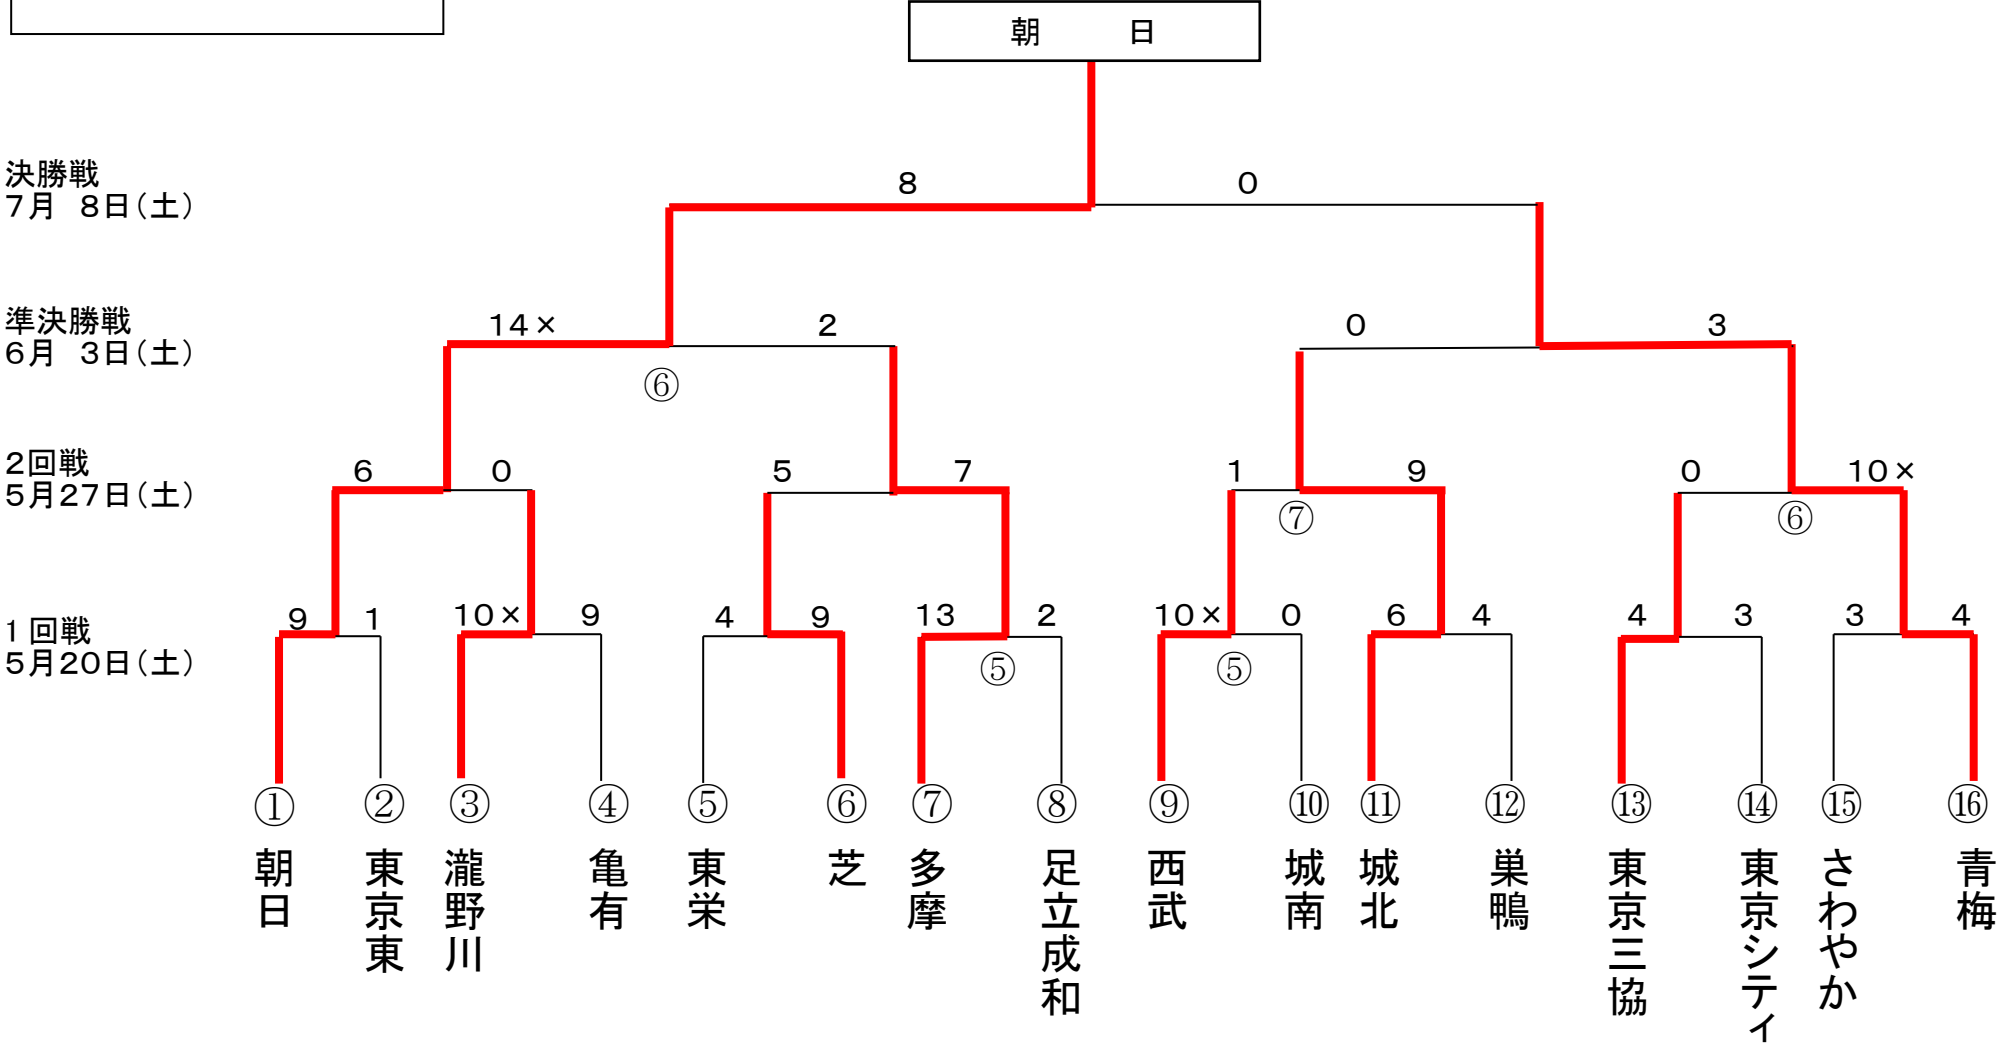 朝　日
決勝戦
7月　8日(土)
8
0
準決勝戦
6月　3日(土)
14×
2
0
3
⑥
2回戦
5月27日(土)
6
0
5
7
1
9
0
10×
⑦
⑥
1回戦
5月20日(土)
9
1
10×
9
4
9
13
2
10×
0
6
4
4
3
3
4
⑤
⑤
①
②
③
④
⑤
⑥
⑦
⑧
⑨
⑩
⑪
⑫
⑬
⑭
⑮
⑯
朝日
東京東
瀧野川
亀有
東栄
芝
多摩
足立成和
西武
城南
城北
巣鴨
東京三協
東京シティ
さわやか
青梅